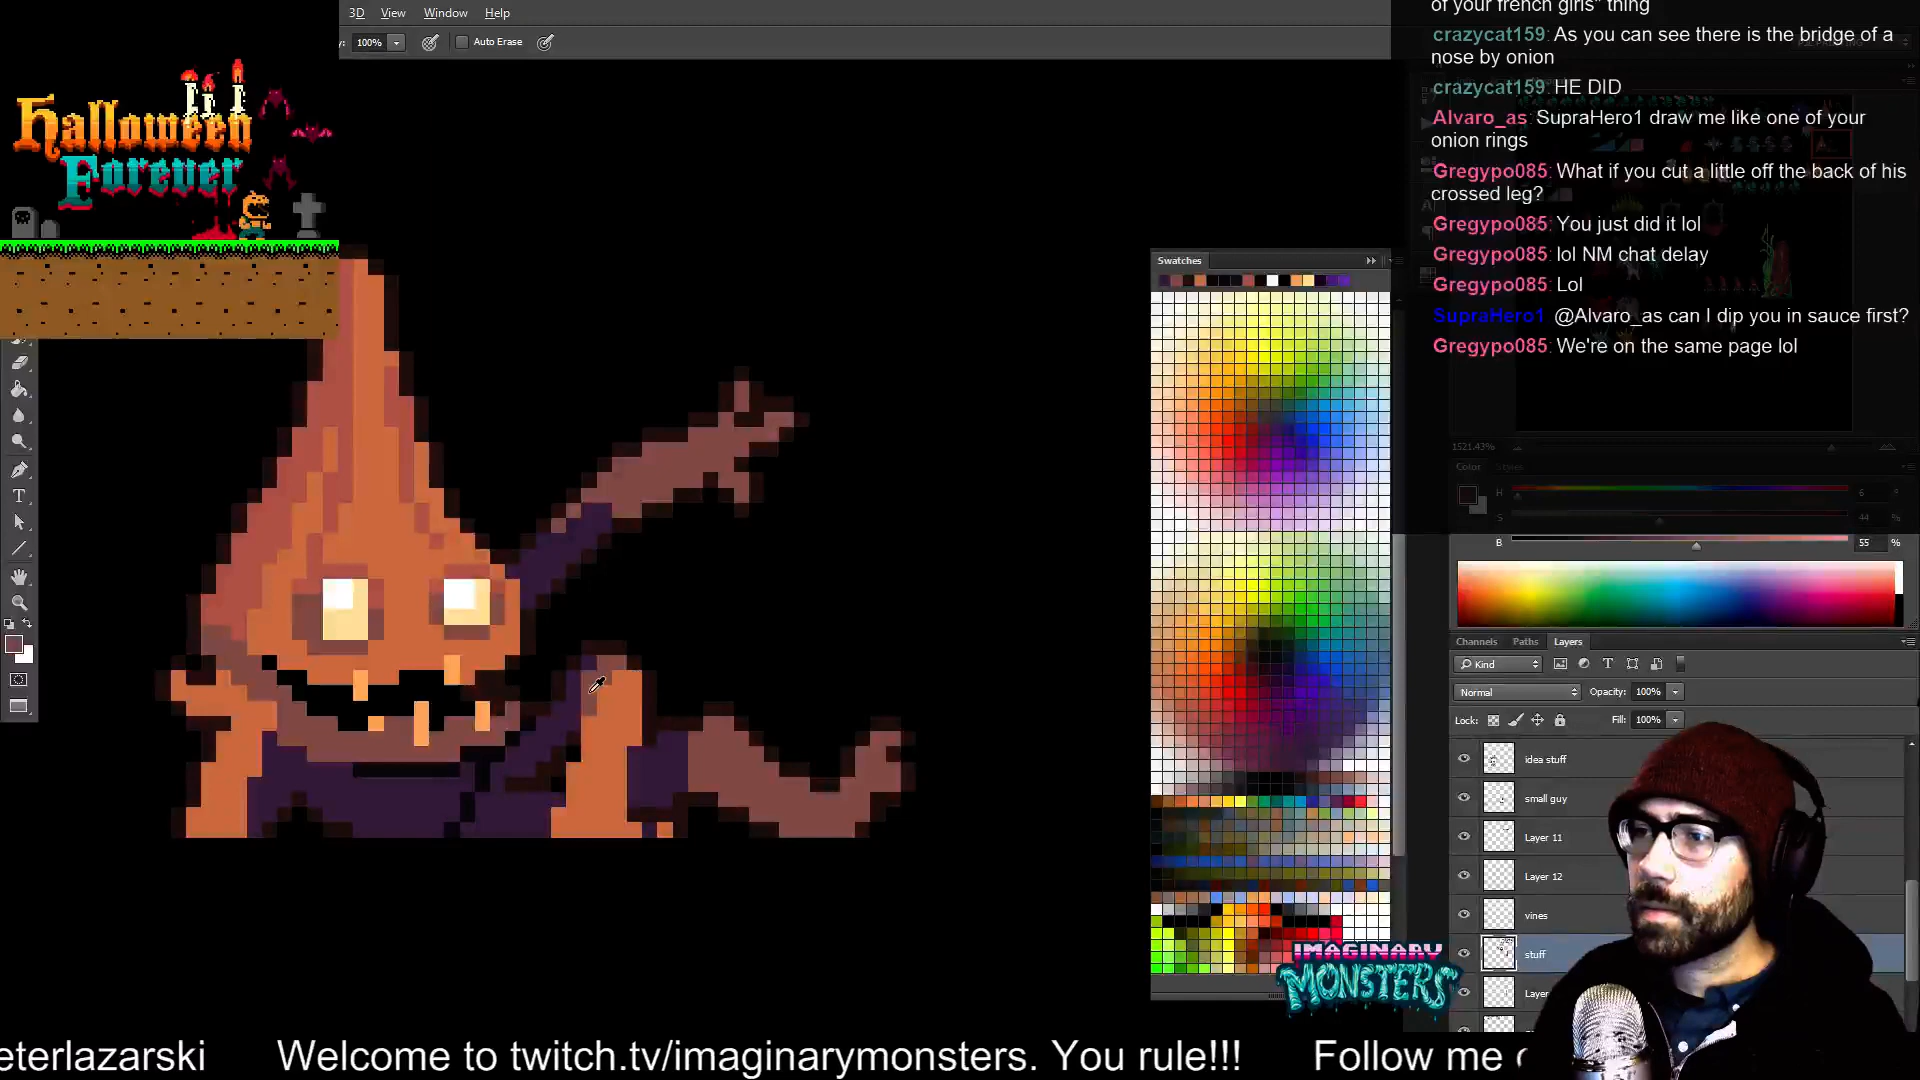 3D View Window Help
100% Auto Erase
Halloween
Forever
of your french girls" thing
crazycat159: As you can see there is the bridge of a
nose by onion
crazycat159: HE DID
Alvaro_as: SupraHero1 draw me like one of your
onion rings
Gregypo085: What if you cut a little off the back of his
crossed leg?
Gregypo085: You just did it lol
Gregypo085: lol NM chat delay
Gregypo085: Lol
SupraHero1 @Alvaro_as can I dip you in sauce first?
Gregypo085: We're on the same page lol
Swatches
1521.43%
Color Styles
H 6 °
S 44 %
B 55 %
Channels Paths Layers
Kind
Normal Opacity: 100%
Lock: Fill: 100%
idea stuff
small guy
Layer 11
Layer 12
vines
stuff
Layer
IMAGINARY
MONSTERS
eterlazarski Welcome to twitch.tv/imaginarymonsters. You rule!!! Follow me